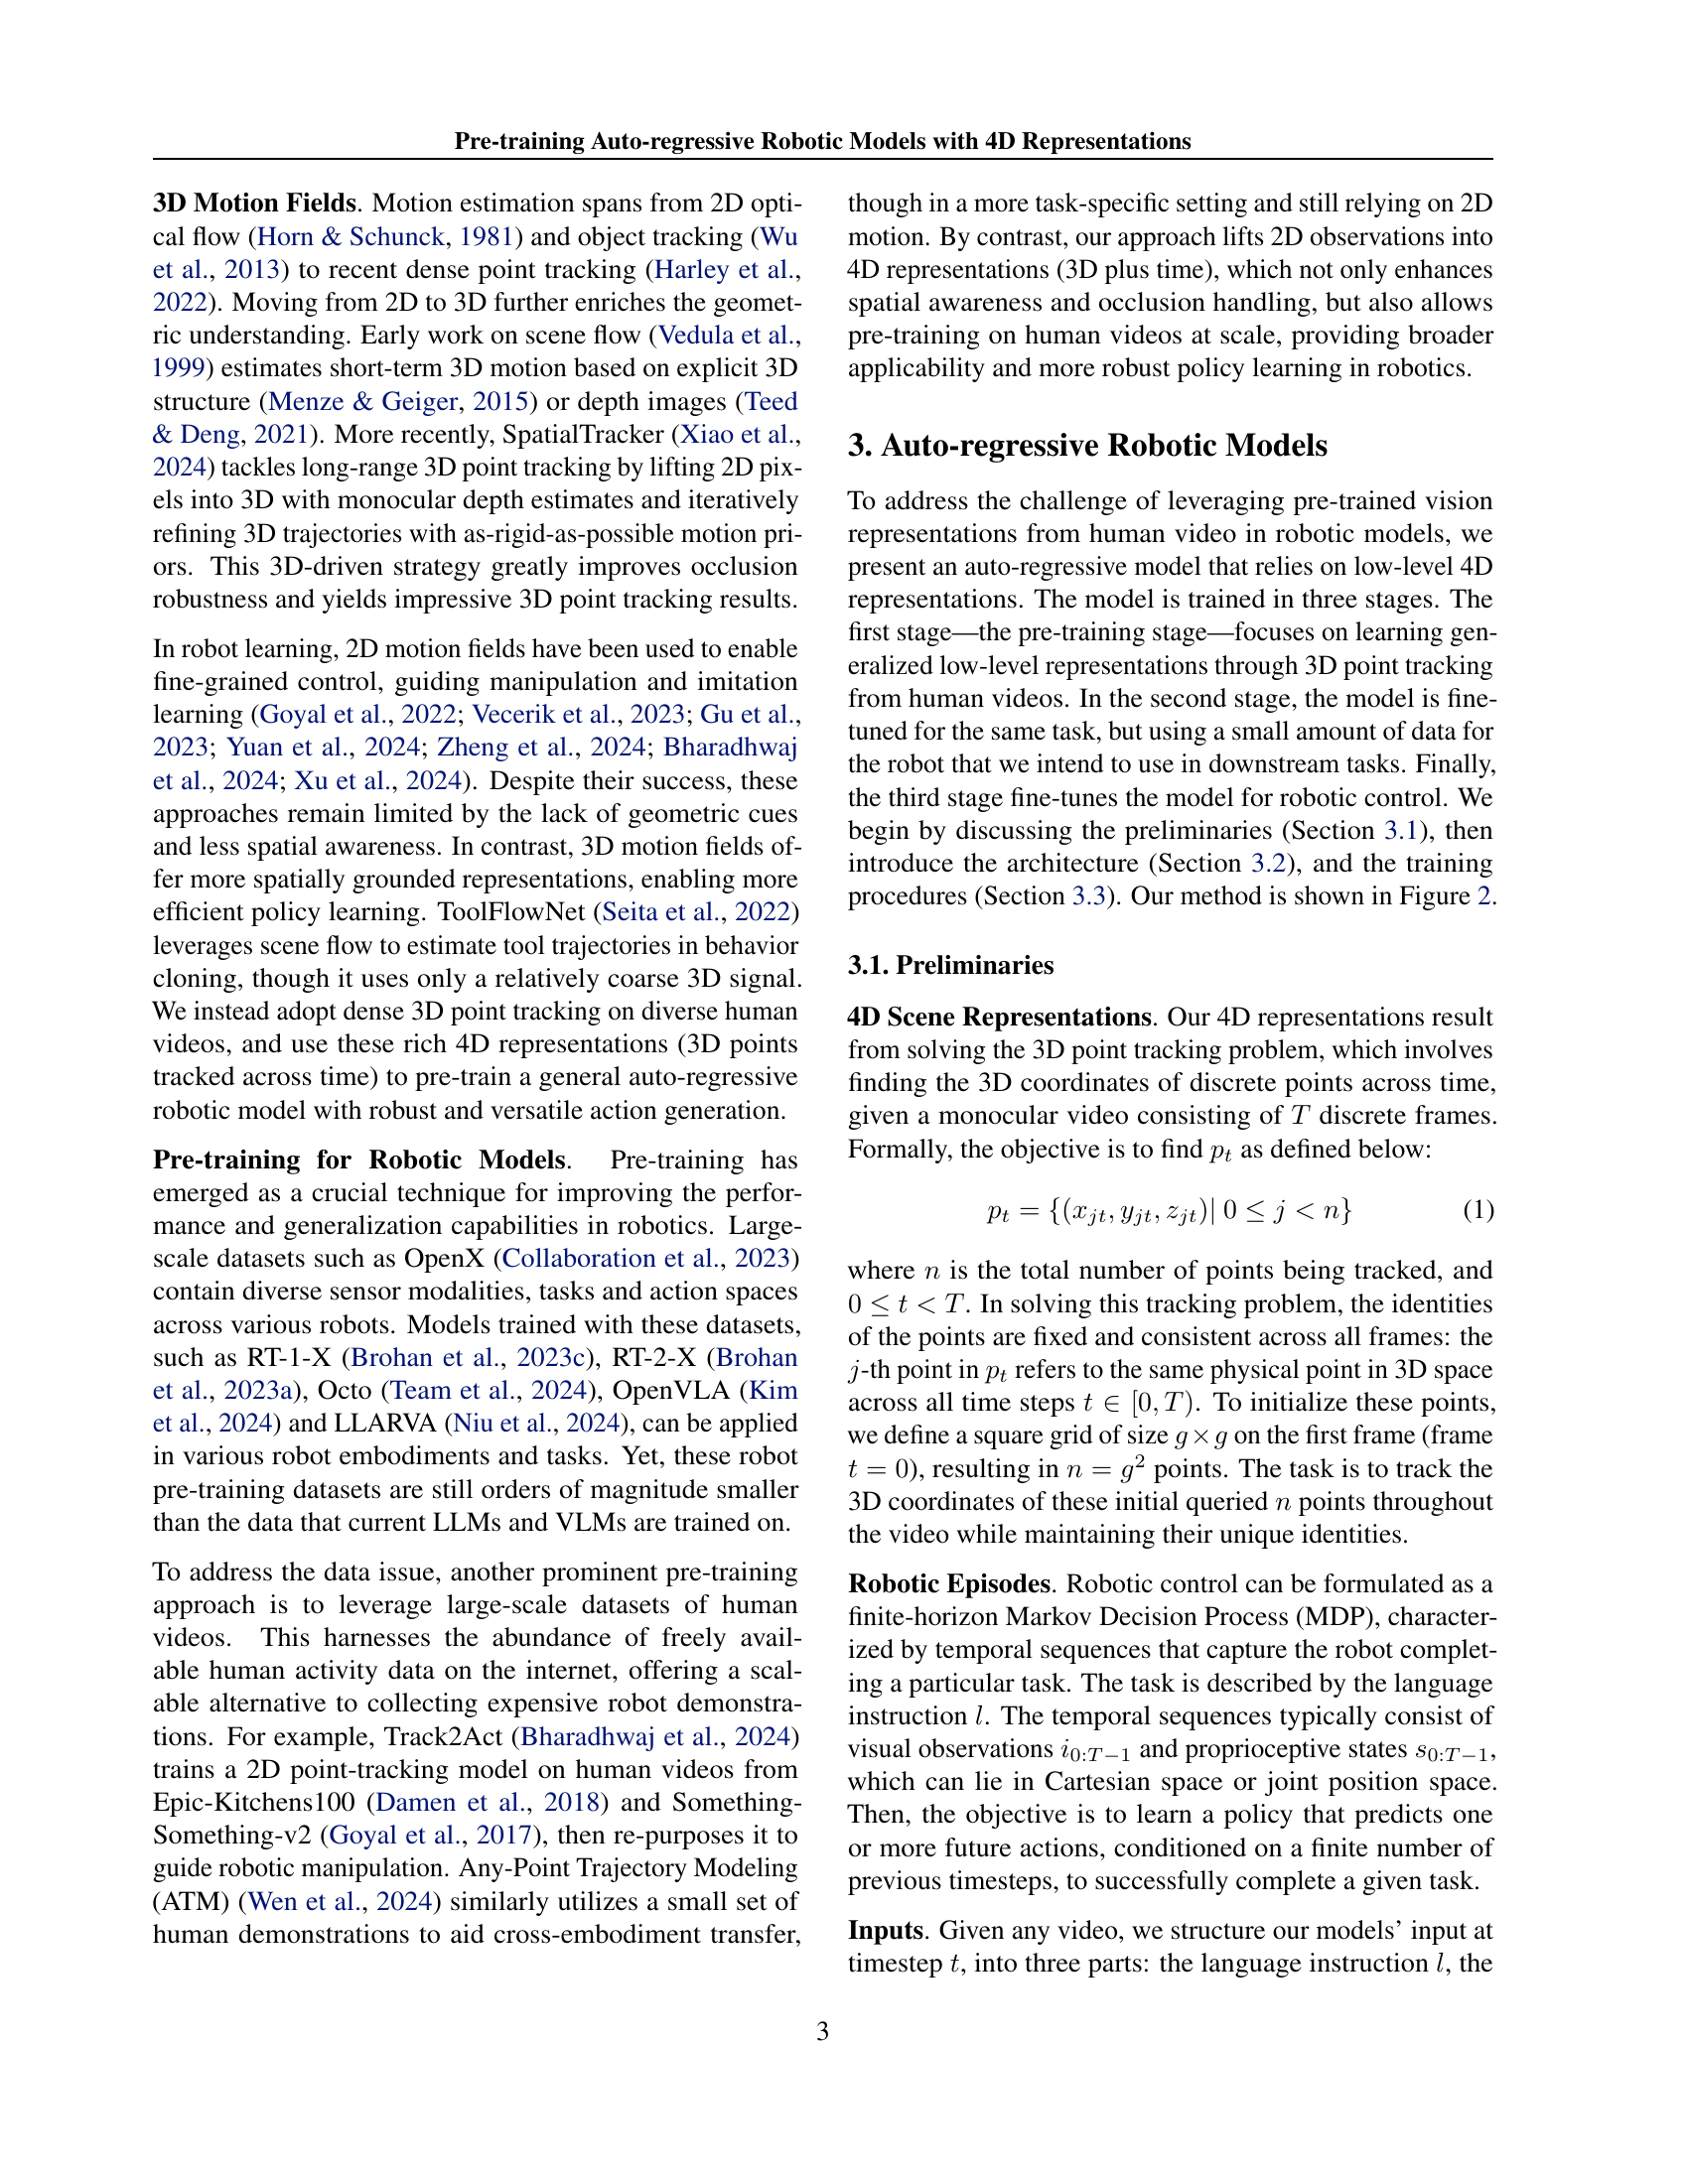 Pre-training Auto-regressive Robotic Models with 4D Representations
3D Motion Fields. Motion estimation spans from 2D opti-
cal flow (Horn & Schunck, 1981) and object tracking (Wu
et al., 2013) to recent dense point tracking (Harley et al.,
2022). Moving from 2D to 3D further enriches the geomet-
ric understanding. Early work on scene flow (Vedula et al.,
1999) estimates short-term 3D motion based on explicit 3D
structure (Menze & Geiger, 2015) or depth images (Teed
& Deng, 2021). More recently, SpatialTracker (Xiao et al.,
2024) tackles long-range 3D point tracking by lifting 2D pix-
els into 3D with monocular depth estimates and iteratively
refining 3D trajectories with as-rigid-as-possible motion pri-
ors. This 3D-driven strategy greatly improves occlusion
robustness and yields impressive 3D point tracking results.
In robot learning, 2D motion fields have been used to enable
fine-grained control, guiding manipulation and imitation
learning (Goyal et al., 2022; Vecerik et al., 2023; Gu et al.,
2023; Yuan et al., 2024; Zheng et al., 2024; Bharadhwaj
et al., 2024; Xu et al., 2024). Despite their success, these
approaches remain limited by the lack of geometric cues
and less spatial awareness. In contrast, 3D motion fields of-
fer more spatially grounded representations, enabling more
efficient policy learning. ToolFlowNet (Seita et al., 2022)
leverages scene flow to estimate tool trajectories in behavior
cloning, though it uses only a relatively coarse 3D signal.
We instead adopt dense 3D point tracking on diverse human
videos, and use these rich 4D representations (3D points
tracked across time) to pre-train a general auto-regressive
robotic model with robust and versatile action generation.
Pre-training for Robotic Models. Pre-training has
emerged as a crucial technique for improving the perfor-
mance and generalization capabilities in robotics. Large-
scale datasets such as OpenX (Collaboration et al., 2023)
contain diverse sensor modalities, tasks and action spaces
across various robots. Models trained with these datasets,
such as RT-1-X (Brohan et al., 2023c), RT-2-X (Brohan
et al., 2023a), Octo (Team et al., 2024), OpenVLA (Kim
et al., 2024) and LLARVA (Niu et al., 2024), can be applied
in various robot embodiments and tasks. Yet, these robot
pre-training datasets are still orders of magnitude smaller
than the data that current LLMs and VLMs are trained on.
To address the data issue, another prominent pre-training
approach is to leverage large-scale datasets of human
videos. This harnesses the abundance of freely avail-
able human activity data on the internet, offering a scal-
able alternative to collecting expensive robot demonstra-
tions. For example, Track2Act (Bharadhwaj et al., 2024)
trains a 2D point-tracking model on human videos from
Epic-Kitchens100 (Damen et al., 2018) and Something-
Something-v2 (Goyal et al., 2017), then re-purposes it to
guide robotic manipulation. Any-Point Trajectory Modeling
(ATM) (Wen et al., 2024) similarly utilizes a small set of
human demonstrations to aid cross-embodiment transfer,
though in a more task-specific setting and still relying on 2D
motion. By contrast, our approach lifts 2D observations into
4D representations (3D plus time), which not only enhances
spatial awareness and occlusion handling, but also allows
pre-training on human videos at scale, providing broader
applicability and more robust policy learning in robotics.
3. Auto-regressive Robotic Models
To address the challenge of leveraging pre-trained vision
representations from human video in robotic models, we
present an auto-regressive model that relies on low-level 4D
representations. The model is trained in three stages. The
first stage—the pre-training stage—focuses on learning gen-
eralized low-level representations through 3D point tracking
from human videos. In the second stage, the model is fine-
tuned for the same task, but using a small amount of data for
the robot that we intend to use in downstream tasks. Finally,
the third stage fine-tunes the model for robotic control. We
begin by discussing the preliminaries (Section 3.1), then
introduce the architecture (Section 3.2), and the training
procedures (Section 3.3). Our method is shown in Figure 2.
3.1. Preliminaries
4D Scene Representations. Our 4D representations result
from solving the 3D point tracking problem, which involves
finding the 3D coordinates of discrete points across time,
given a monocular video consisting of T discrete frames.
Formally, the objective is to find pₜ as defined below:
pₜ = {(xⱼₜ, yⱼₜ, zⱼₜ)| 0 ≤ j < n} (1)
where n is the total number of points being tracked, and
0 ≤ t < T. In solving this tracking problem, the identities
of the points are fixed and consistent across all frames: the
j-th point in pₜ refers to the same physical point in 3D space
across all time steps t ∈ [0, T). To initialize these points,
we define a square grid of size g×g on the first frame (frame
t = 0), resulting in n = g² points. The task is to track the
3D coordinates of these initial queried n points throughout
the video while maintaining their unique identities.
Robotic Episodes. Robotic control can be formulated as a
finite-horizon Markov Decision Process (MDP), character-
ized by temporal sequences that capture the robot complet-
ing a particular task. The task is described by the language
instruction l. The temporal sequences typically consist of
visual observations i_{0:T−1} and proprioceptive states s_{0:T−1},
which can lie in Cartesian space or joint position space.
Then, the objective is to learn a policy that predicts one
or more future actions, conditioned on a finite number of
previous timesteps, to successfully complete a given task.
Inputs. Given any video, we structure our models' input at
timestep t, into three parts: the language instruction l, the
3